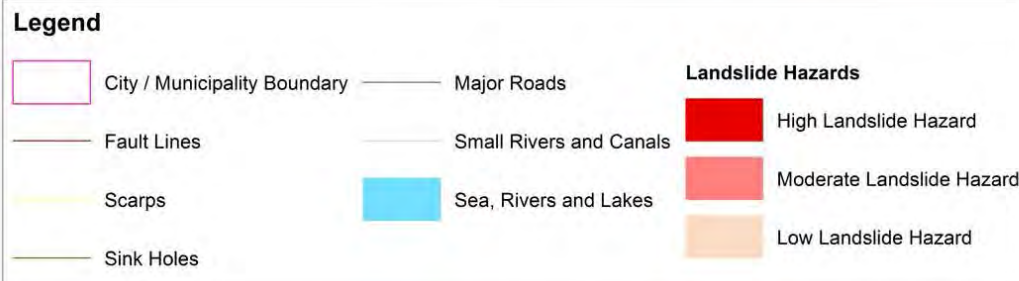 Legend
City / Municipality Boundary
Fault Lines
Scarps
Sink Holes
Major Roads
Small Rivers and Canals
Sea, Rivers and Lakes
Landslide Hazards
High Landslide Hazard
Moderate Landslide Hazard
Low Landslide Hazard